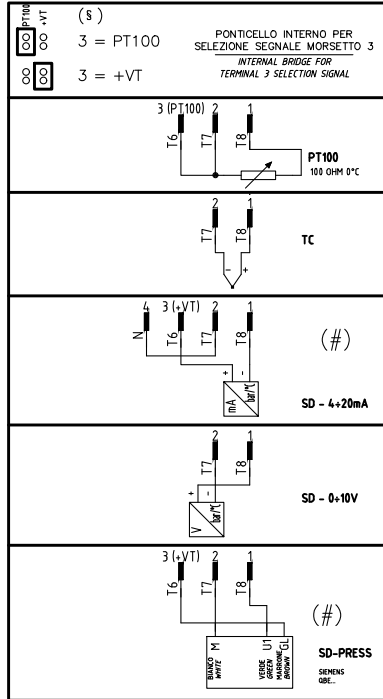 PT100
+VT
(§)
3 = PT100
3 = +VT
PONTICELLO INTERNO PER
SELEZIONE SEGNALE MORSETTO 3
INTERNAL BRIDGE FOR
TERMINAL 3 SELECTION SIGNAL
3 (PT100) 2 1
T6 T7 T8
PT100
100 OHM 0°C
2 1
T7 T8
- +
TC
4 3 (+VT) 2 1
N T6 T7 T8
(#)
+ -
mA bar/°C
SD - 4÷20mA
2 1
T7 T8
+ -
V bar/°C
SD - 0÷10V
3 (+VT) 2 1
T6 T7 T8
(#)
M U1 GL
BIANCO
WHITE
VERDE
GREEN
MARRONE
BROWN
SD-PRESS
SIEMENS
QBE...